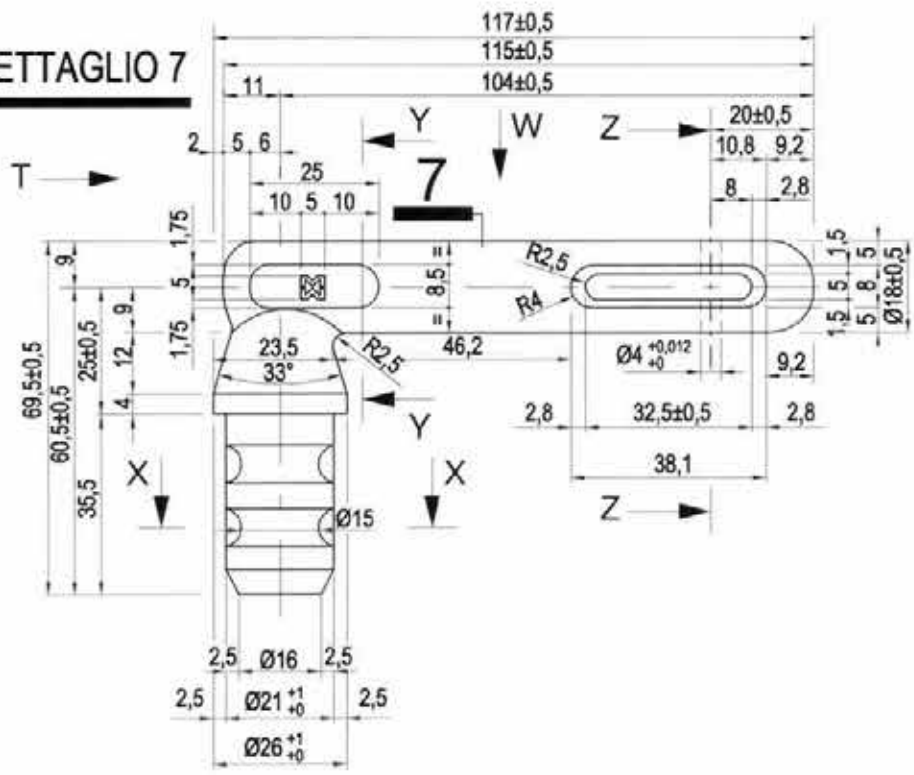 117±0,5
115±0,5
ETTAGLIO 7
11 104±0,5
Y W Z 20±0,5
2 5 6 10,8 9,2
T 25 7 8 2,8
10 5 10
1,75 1,5 5
9 5 = 8,5 = R2,5 5 8 Ø18±0,5
R4
9 1,75 1,5 5
69,5±0,5 60,5±0,5 25±0,5 12 23,5 R2,5 46,2 Ø4 +0,012 +0 9,2
33°
4 Y 2,8 32,5±0,5 2,8
X X 38,1
35,5 Ø15 Z
2,5 Ø16 2,5
2,5 Ø21 +1 +0 2,5
Ø26 +1 +0